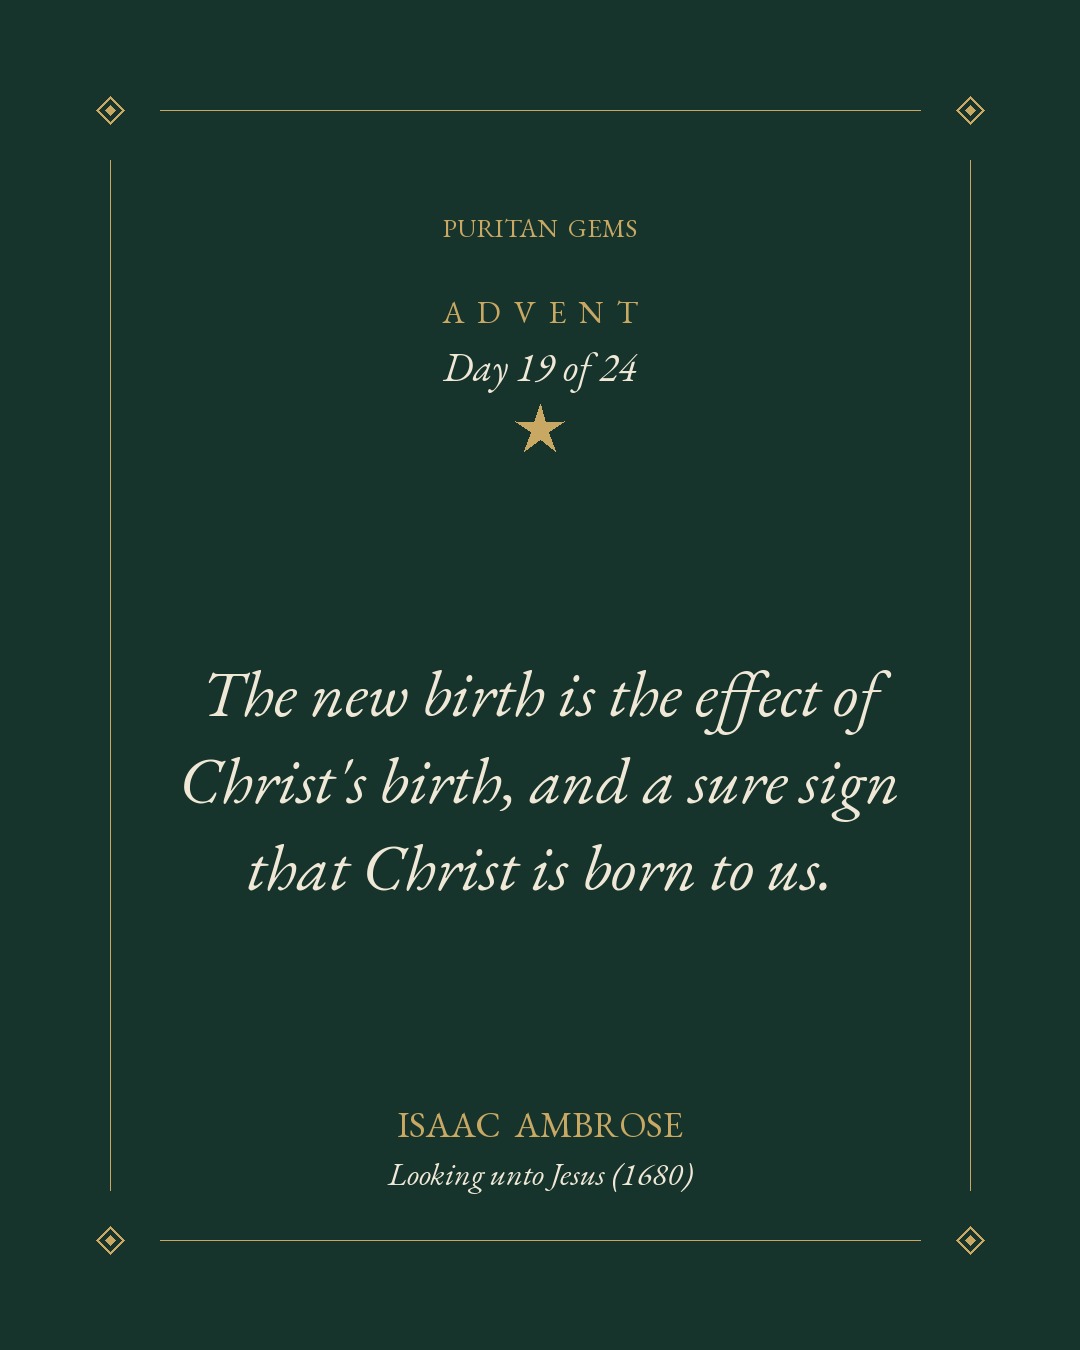 PURITAN GEMS
ADVENT
Day 19 of 24
The new birth is the effect of
Christ's birth, and a sure sign
that Christ is born to us.
ISAAC AMBROSE
Looking unto Jesus (1680)